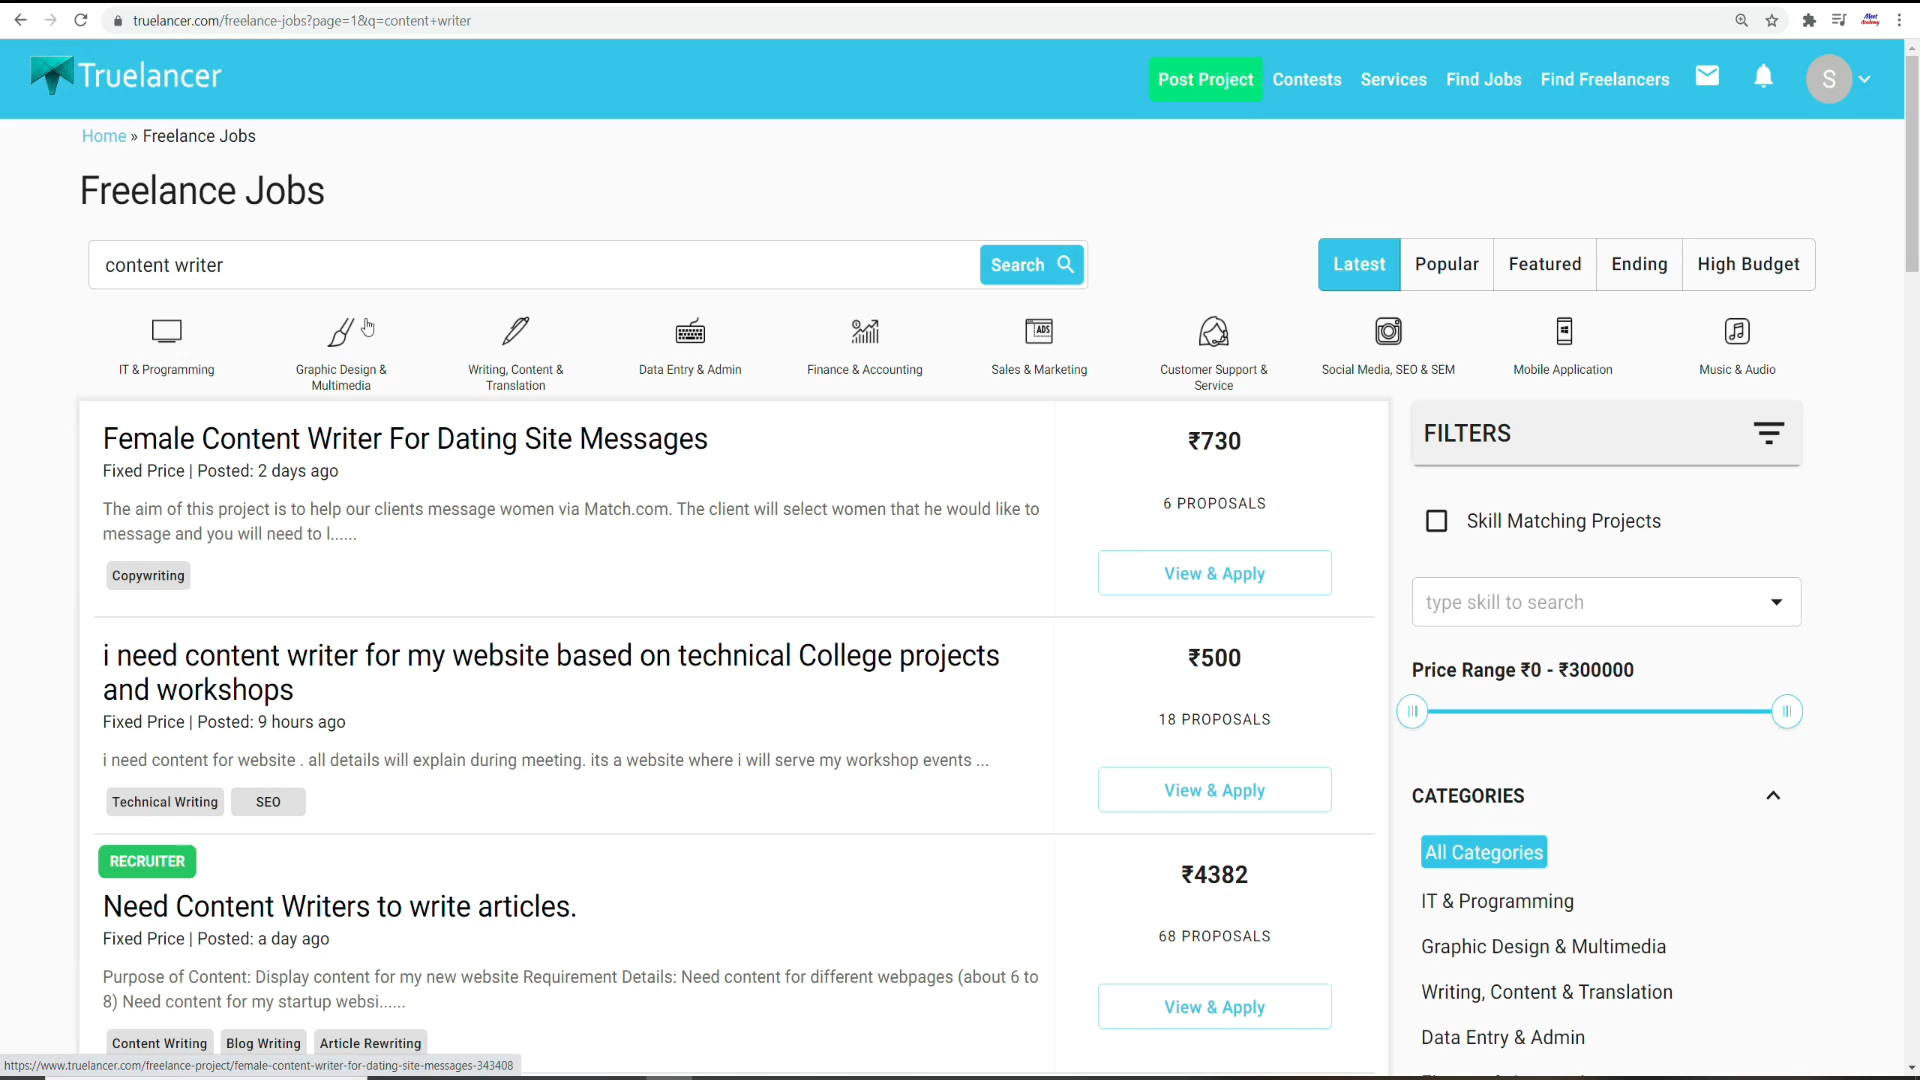 truelancer.com/freelance-jobs?page=1&q=content+writer
Meet
Academy
Truelancer
Post Project
Contests
Services
Find Jobs
Find Freelancers
S
Home » Freelance Jobs
Freelance Jobs
content writer
Search
Latest
Popular
Featured
Ending
High Budget
ADS
IT & Programming
Graphic Design &
Multimedia
Writing, Content &
Translation
Data Entry & Admin
Finance & Accounting
Sales & Marketing
Customer Support &
Service
Social Media, SEO & SEM
Mobile Application
Music & Audio
Female Content Writer For Dating Site Messages
Fixed Price | Posted: 2 days ago
The aim of this project is to help our clients message women via Match.com. The client will select women that he would like to
message and you will need to l......
Copywriting
₹730
6 PROPOSALS
View & Apply
i need content writer for my website based on technical College projects
and workshops
Fixed Price | Posted: 9 hours ago
i need content for website . all details will explain during meeting. its a website where i will serve my workshop events ...
Technical Writing
SEO
₹500
18 PROPOSALS
View & Apply
RECRUITER
Need Content Writers to write articles.
Fixed Price | Posted: a day ago
Purpose of Content: Display content for my new website Requirement Details: Need content for different webpages (about 6 to
8) Need content for my startup websi......
Content Writing
Blog Writing
Article Rewriting
₹4382
68 PROPOSALS
View & Apply
FILTERS
Skill Matching Projects
type skill to search
Price Range ₹0 - ₹300000
CATEGORIES
All Categories
IT & Programming
Graphic Design & Multimedia
Writing, Content & Translation
Data Entry & Admin
https://www.truelancer.com/freelance-project/female-content-writer-for-dating-site-messages-343408